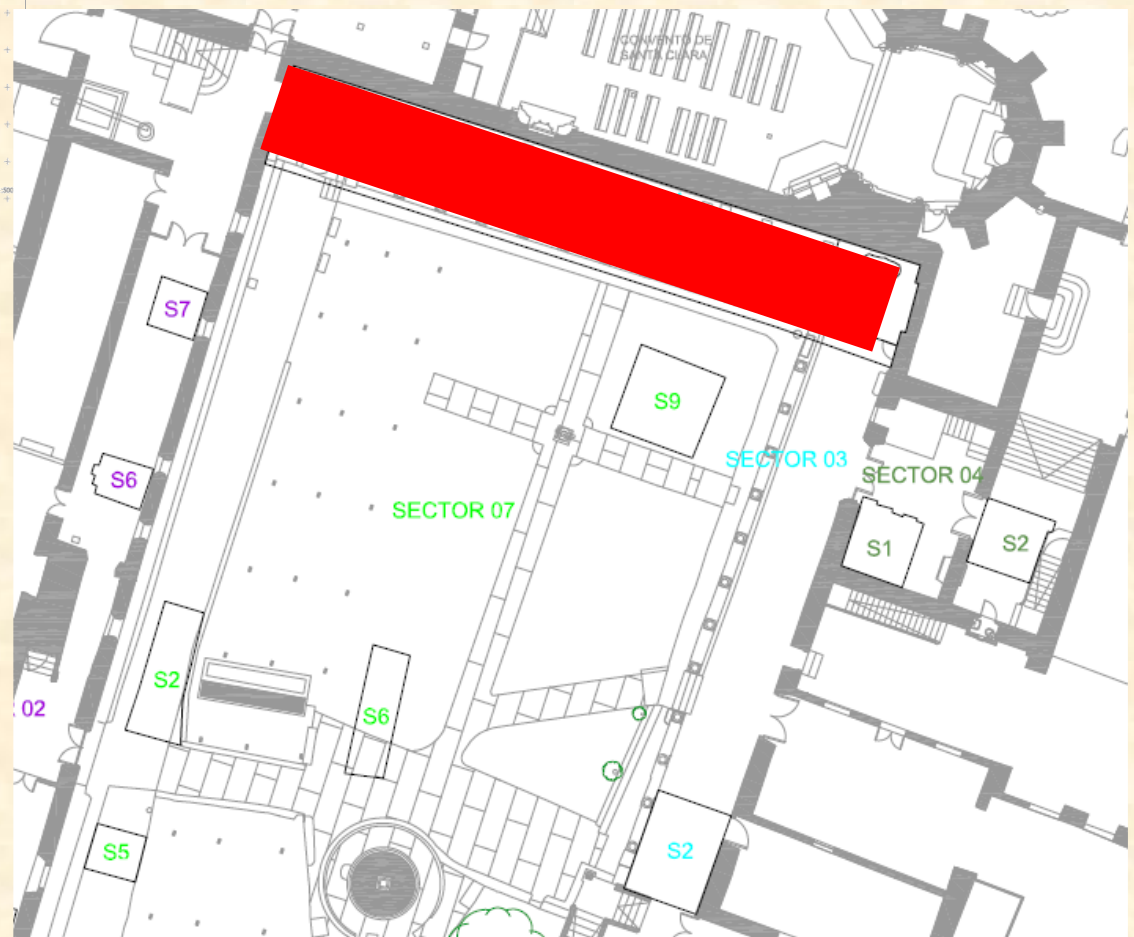 CONVENTO DE
SANTA CLARA
:500
S7
S9
S6
SECTOR 03
SECTOR 04
SECTOR 07
S1
S2
S2
S6
02
S5
S2